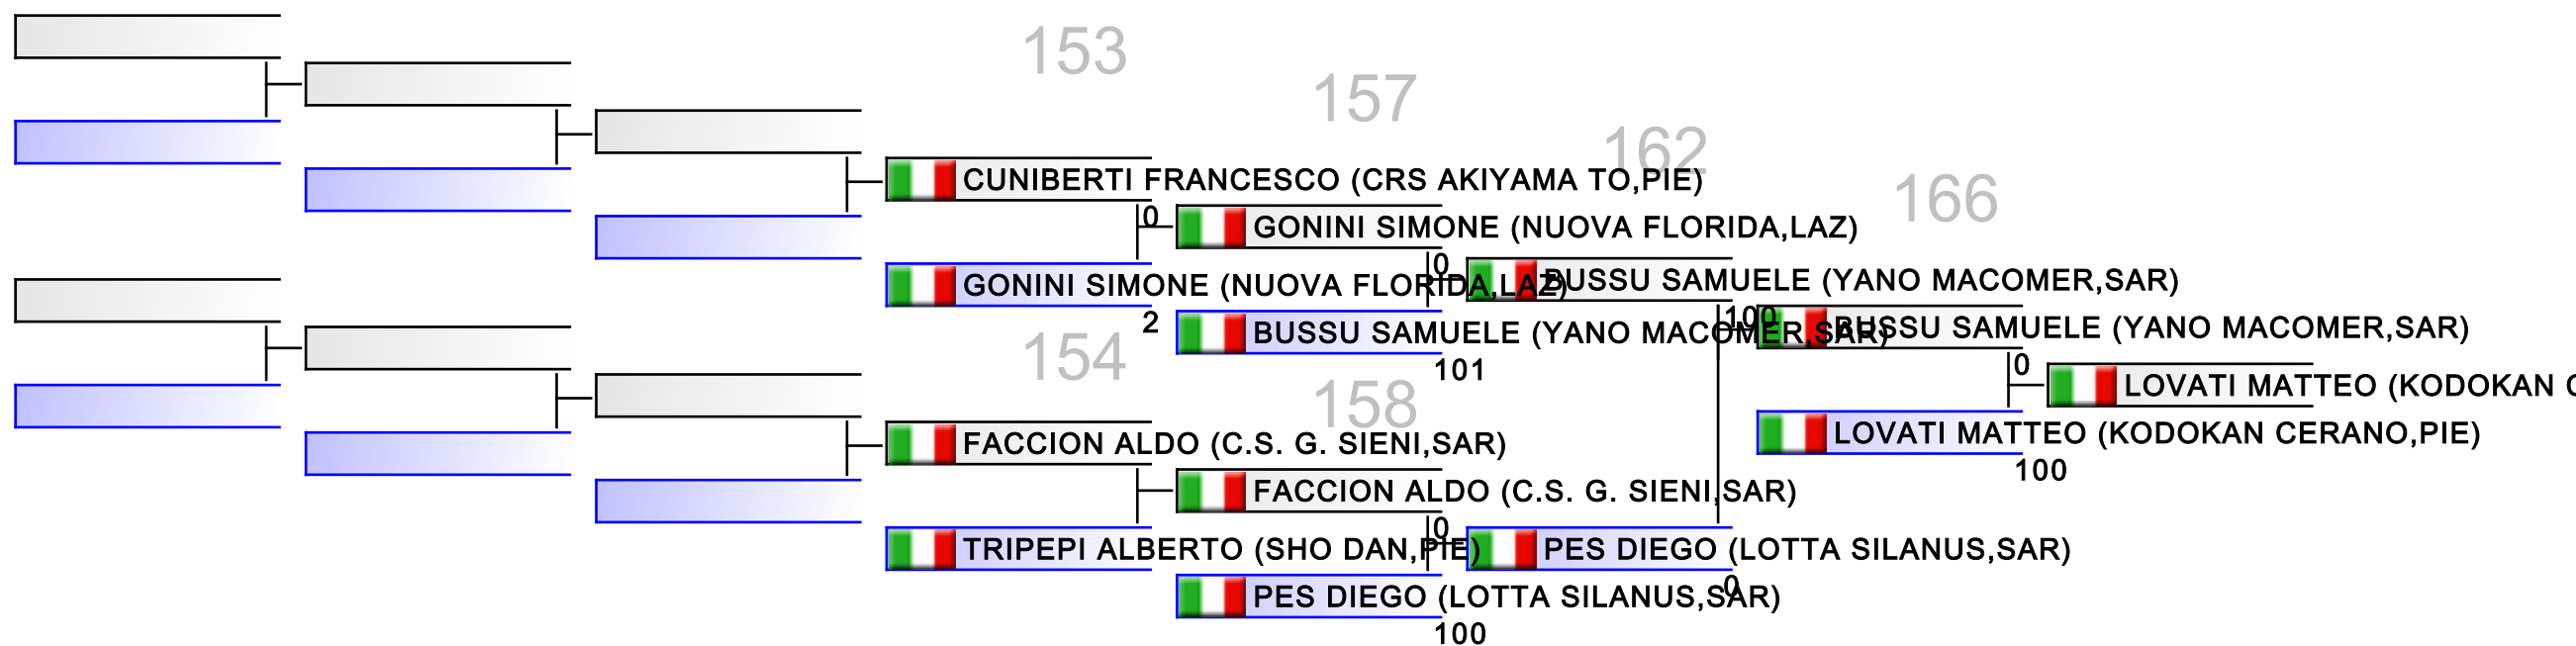 153
157
162
166
CUNIBERTI FRANCESCO (CRS AKIYAMA TO,PIE)
0
GONINI SIMONE (NUOVA FLORIDA,LAZ)
0
BUSSU SAMUELE (YANO MACOMER,SAR)
GONINI SIMONE (NUOVA FLORIDA,LAZ)
2
100
BUSSU SAMUELE (YANO MACOMER,SAR)
BUSSU SAMUELE (YANO MACOMER,SAR)
101
0
154
158
LOVATI MATTEO (KODOKAN C
LOVATI MATTEO (KODOKAN CERANO,PIE)
100
FACCION ALDO (C.S. G. SIENI,SAR)
FACCION ALDO (C.S. G. SIENI,SAR)
0
TRIPEPI ALBERTO (SHO DAN,PIE)
PES DIEGO (LOTTA SILANUS,SAR)
0
PES DIEGO (LOTTA SILANUS,SAR)
100